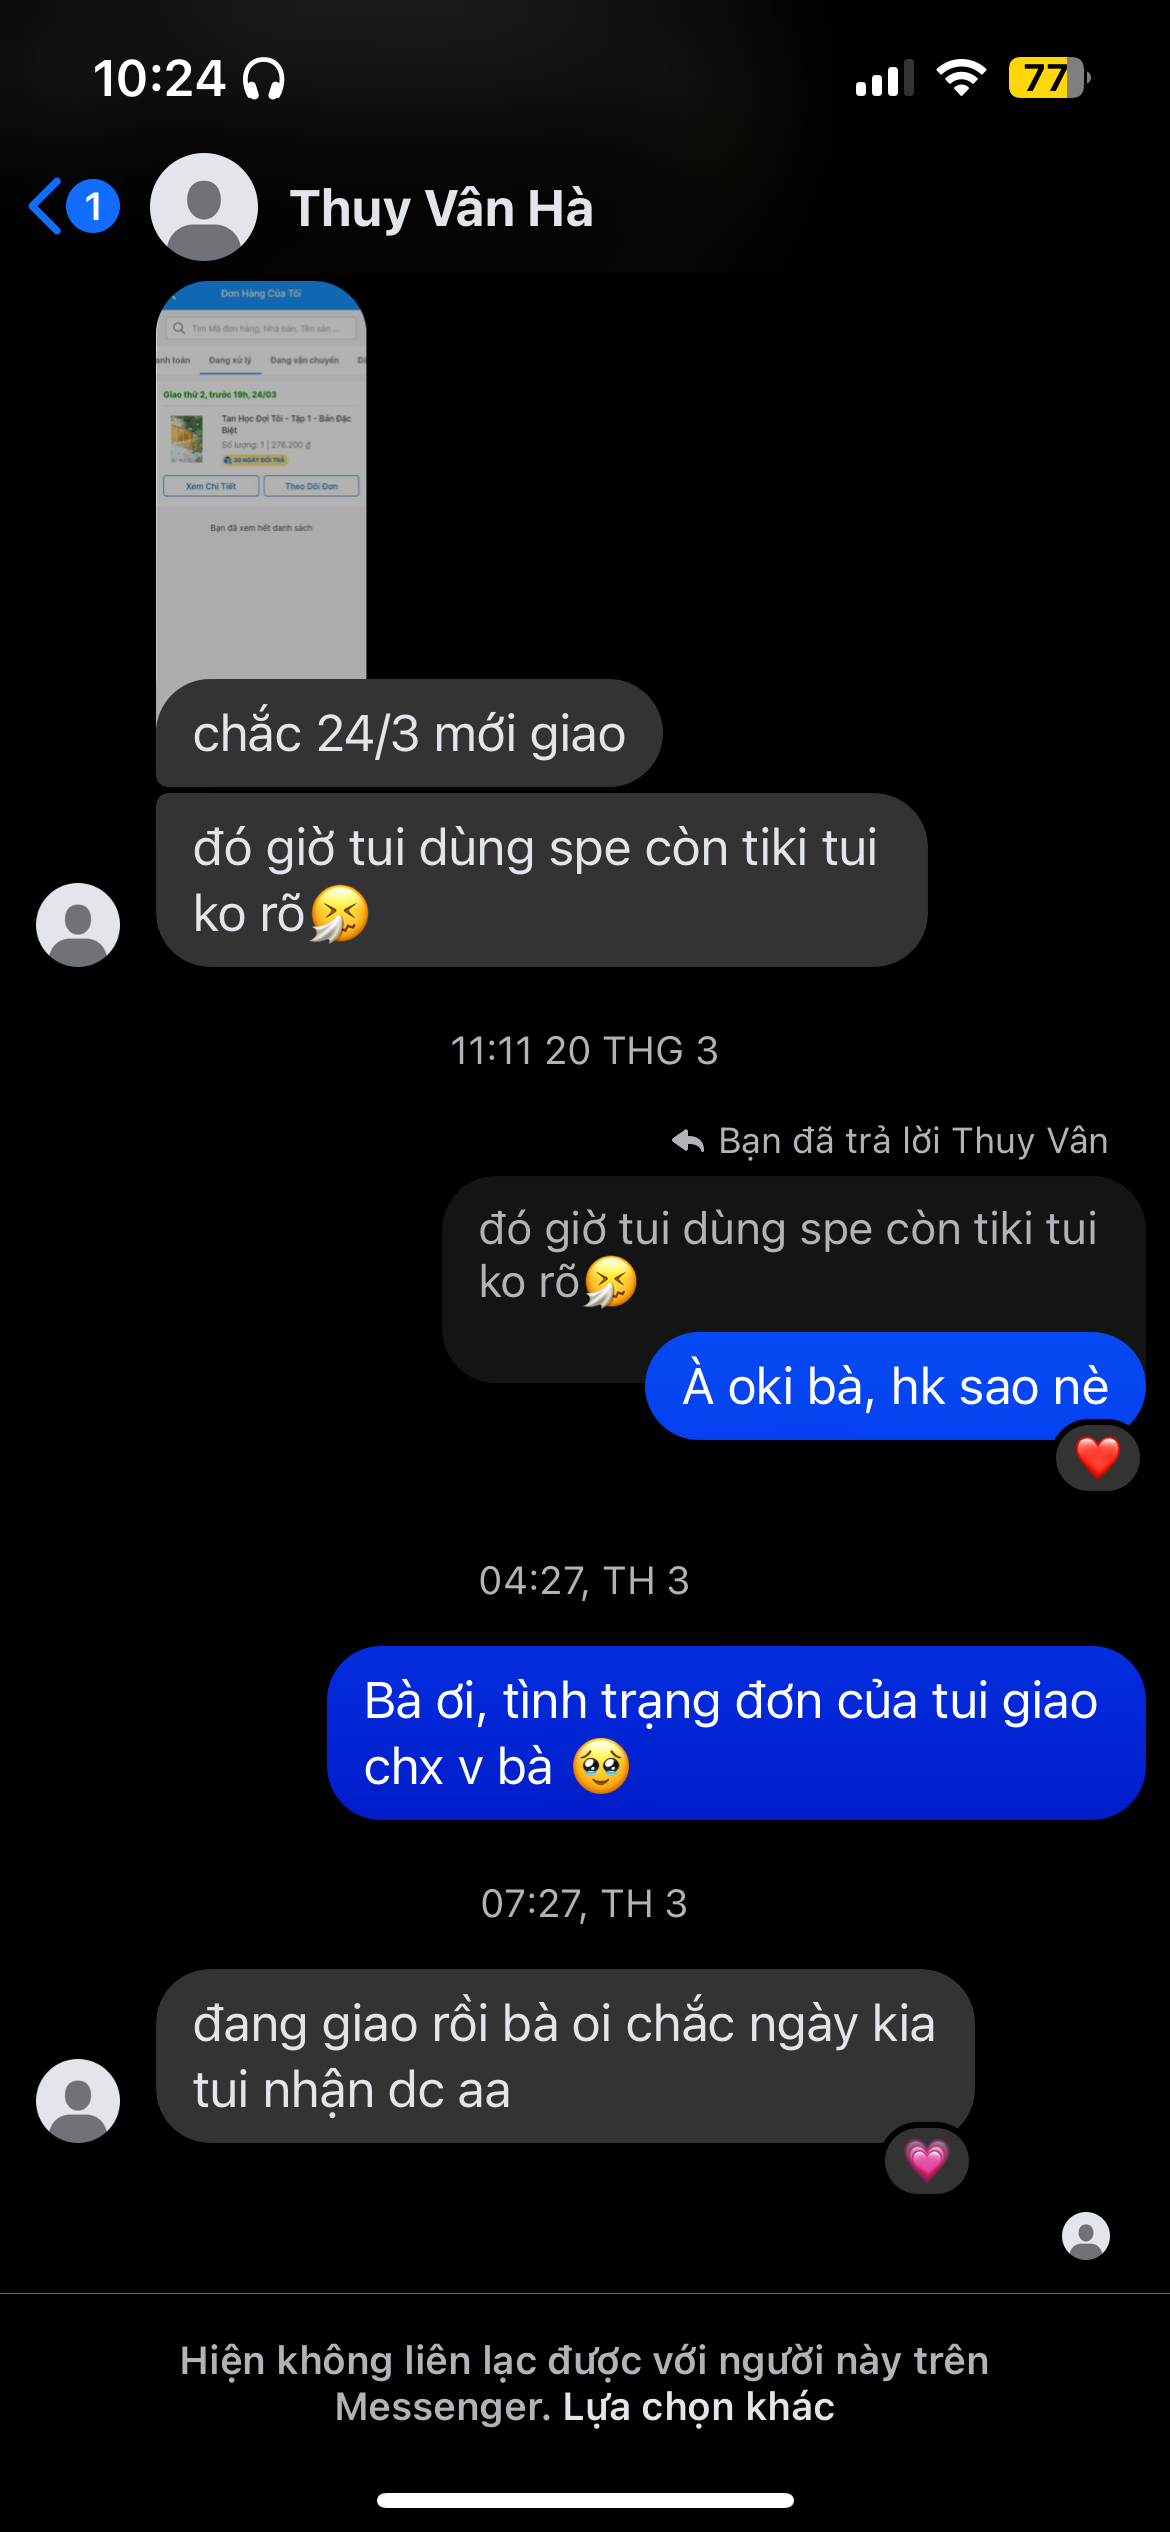 10:24
77
1
Thuy Vân Hà
Đơn Hàng Của Tôi
Tìm Mã đơn hàng, Nhà bán, Tên sản ...
anh toán Đang xử lý Đang vận chuyển Đã
Giao thứ 2, trước 19h, 24/03
Tan Học Đợi Tôi - Tập 1 - Bản Đặc
Biệt
Số lượng: 1 | 276.200 ₫
30 NGÀY ĐỔI TRẢ
Xem Chi Tiết Theo Dõi Đơn
Bạn đã xem hết danh sách
chắc 24/3 mới giao
đó giờ tui dùng spe còn tiki tui
ko rõ🤧
11:11 20 THG 3
Bạn đã trả lời Thuy Vân
đó giờ tui dùng spe còn tiki tui
ko rõ🤧
À oki bà, hk sao nè
❤️
04:27, TH 3
Bà ơi, tình trạng đơn của tui giao
chx v bà 🥹
07:27, TH 3
đang giao rồi bà oi chắc ngày kia
tui nhận dc aa
💗
Hiện không liên lạc được với người này trên
Messenger. Lựa chọn khác